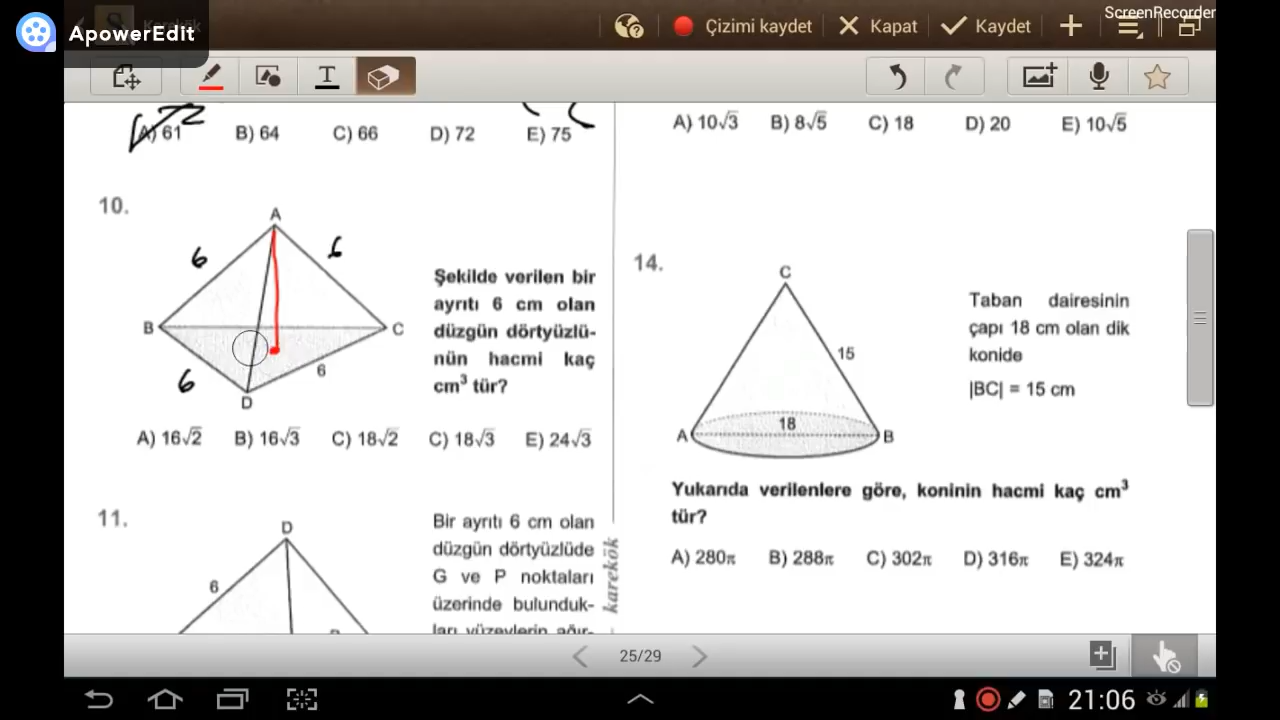 ScreenRecorder
ApowerEdit
Çizimi kaydet
Kapat
Kaydet
T
A) 61
B) 64
C) 66
D) 72
E) 75
10.
A
6
6
B
C
6
6
D
Şekilde verilen bir
ayrıtı 6 cm olan
düzgün dörtyüzlü-
nün hacmi kaç
cm³ tür?
A) 16√2
B) 16√3
C) 18√2
C) 18√3
E) 24√3
11.
D
6
Bir ayrıtı 6 cm olan
düzgün dörtyüzlüde
G ve P noktaları
üzerinde bulunduk-
ları yüzeylerin ağır-
karekök
A) 10√3
B) 8√5
C) 18
D) 20
E) 10√5
14.
C
15
18
A
B
Taban dairesinin
çapı 18 cm olan dik
konide
|BC| = 15 cm
Yukarıda verilenlere göre, koninin hacmi kaç cm³
tür?
A) 280π
B) 288π
C) 302π
D) 316π
E) 324π
25/29
21:06